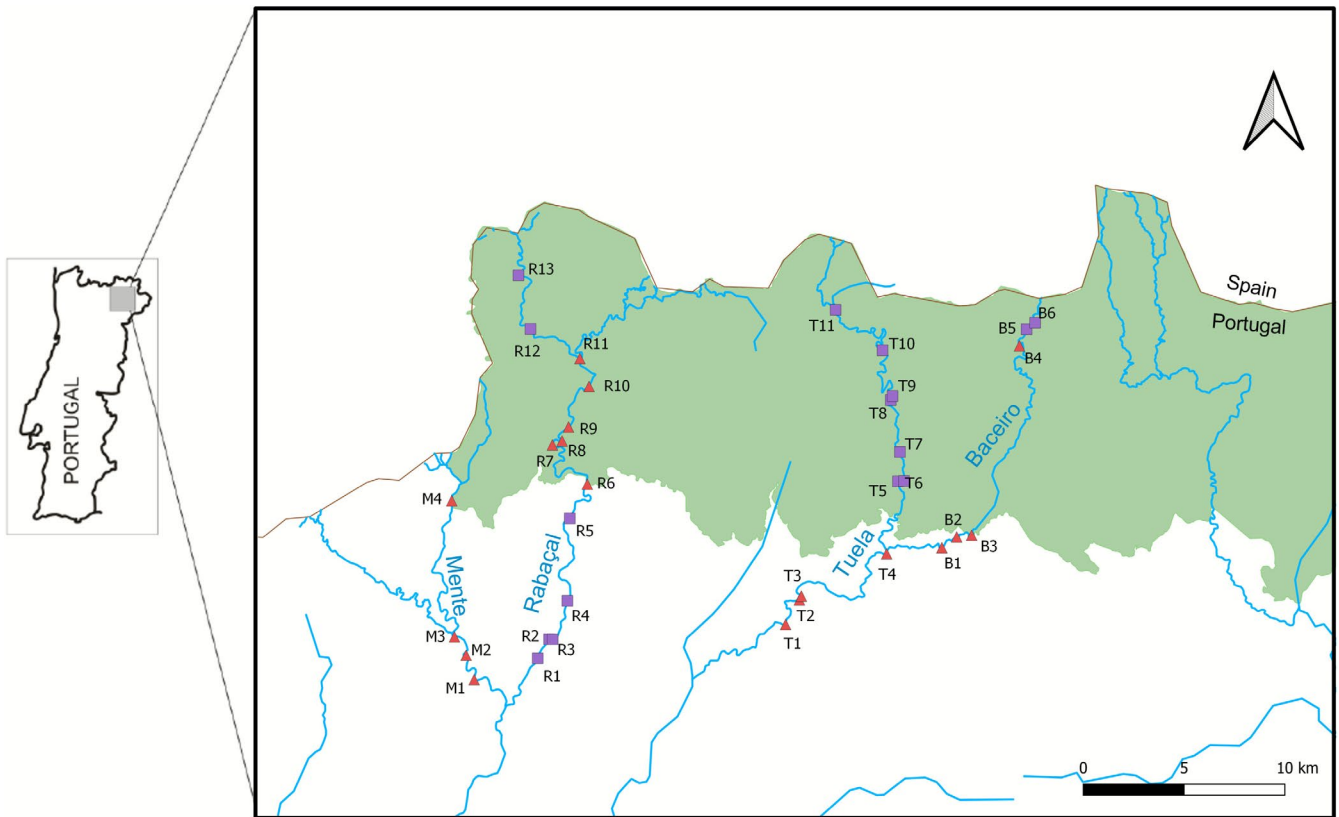 PORTUGAL
Spain
Portugal
R13
R12
R11
R10
R9
R8
R7
R6
R5
R4
R2
R3
R1
Rabaçal
M4
Mente
M3
M2
M1
T11
T10
T9
T8
T7
T5
T6
Tuela
T4
T3
T2
T1
B6
B5
B4
Baceiro
B2
B3
B1
0 5 10 km